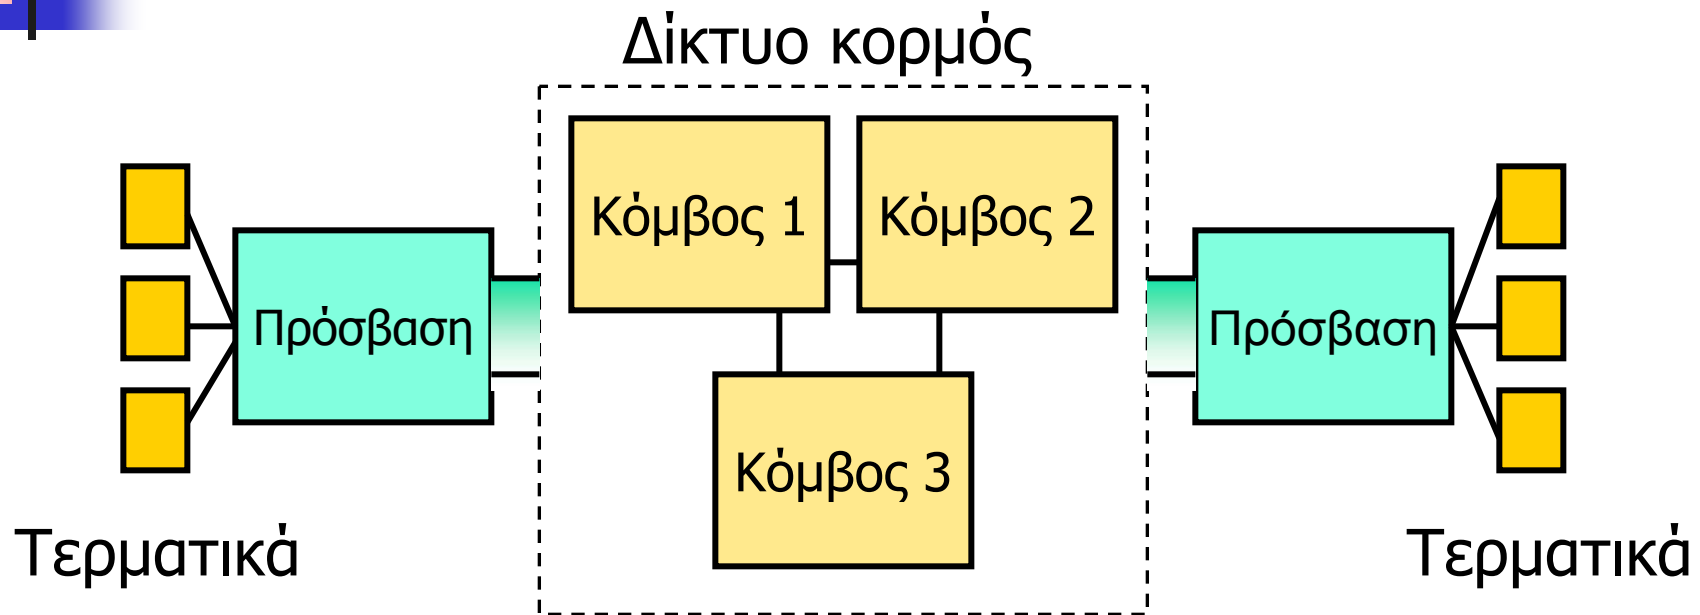 Δίκτυο κορμός
Κόμβος 1
Κόμβος 2
Πρόσβαση
Πρόσβαση
Κόμβος 3
Τερματικά
Τερματικά